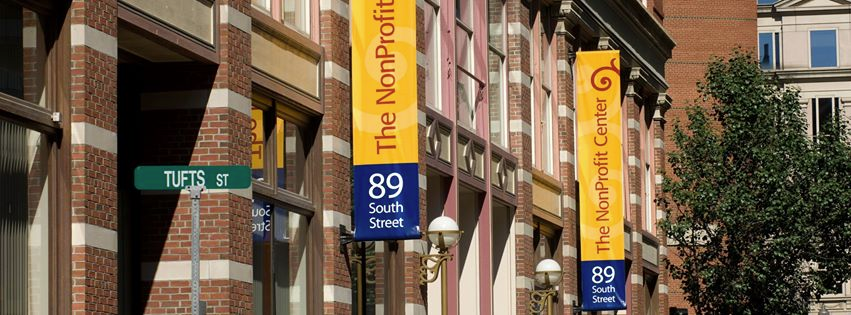 TUFTS ST
The NonProfit
89
South
Street
The NonProfit Center
89
South
Street